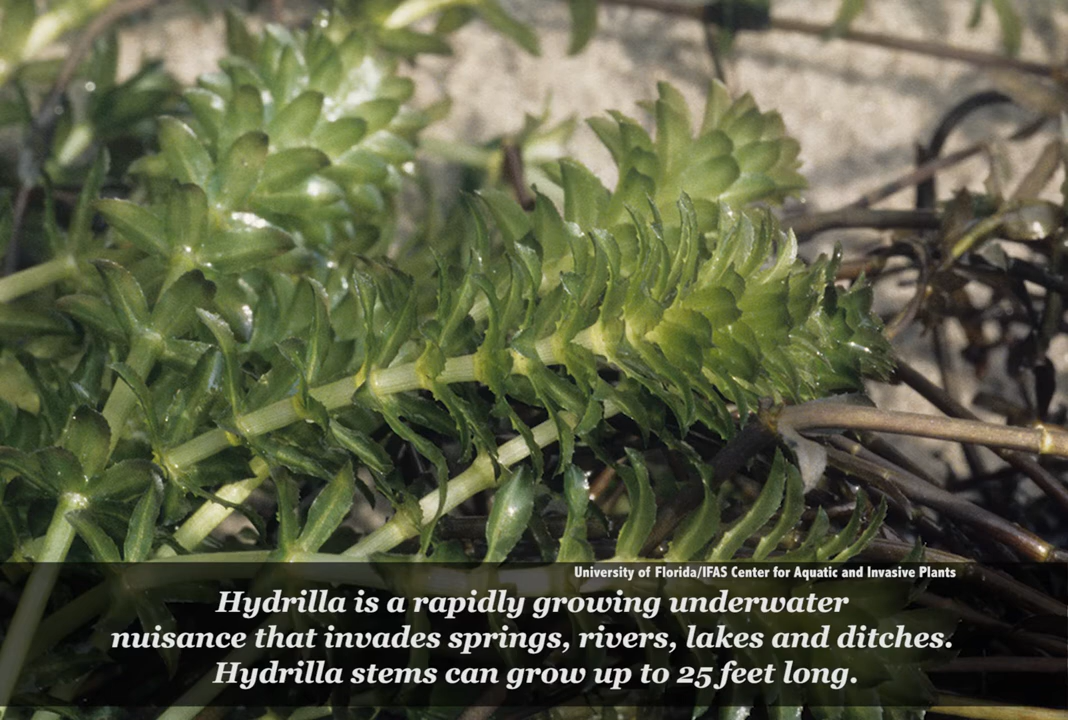 University of Florida/IFAS Center for Aquatic and Invasive Plants
Hydrilla is a rapidly growing underwater
nuisance that invades springs, rivers, lakes and ditches.
Hydrilla stems can grow up to 25 feet long.